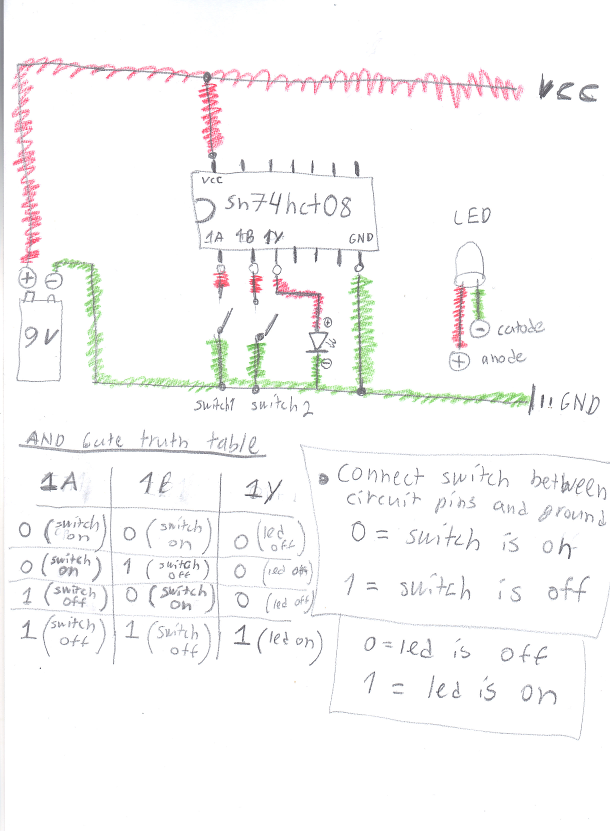 VCC
VCC
sn74hct08
1A 1B 1Y GND
LED
+ −
9V
+
−
− catode
+ anode
switch1 switch2
GND
AND Gate truth table
1A 1B 1Y
0 (switch on) 0 (switch on) 0 (led off)
0 (switch on) 1 (switch off) 0 (led off)
1 (switch off) 0 (switch on) 0 (led off)
1 (switch off) 1 (switch off) 1 (led on)
• Connect switch between
circuit pins and ground
0 = switch is on
1 = switch is off
0 = led is off
1 = led is on